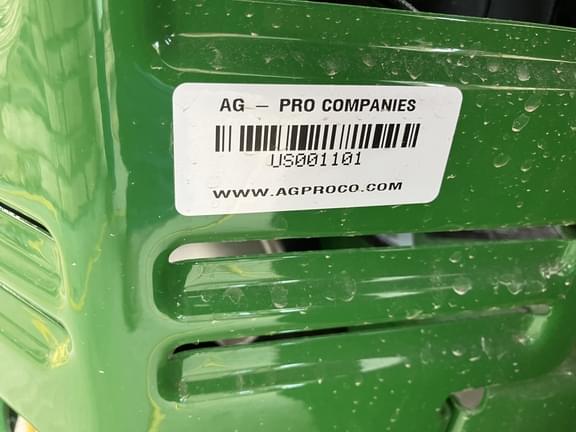 AG – PRO COMPANIES
US001101
WWW.AGPROCO.COM